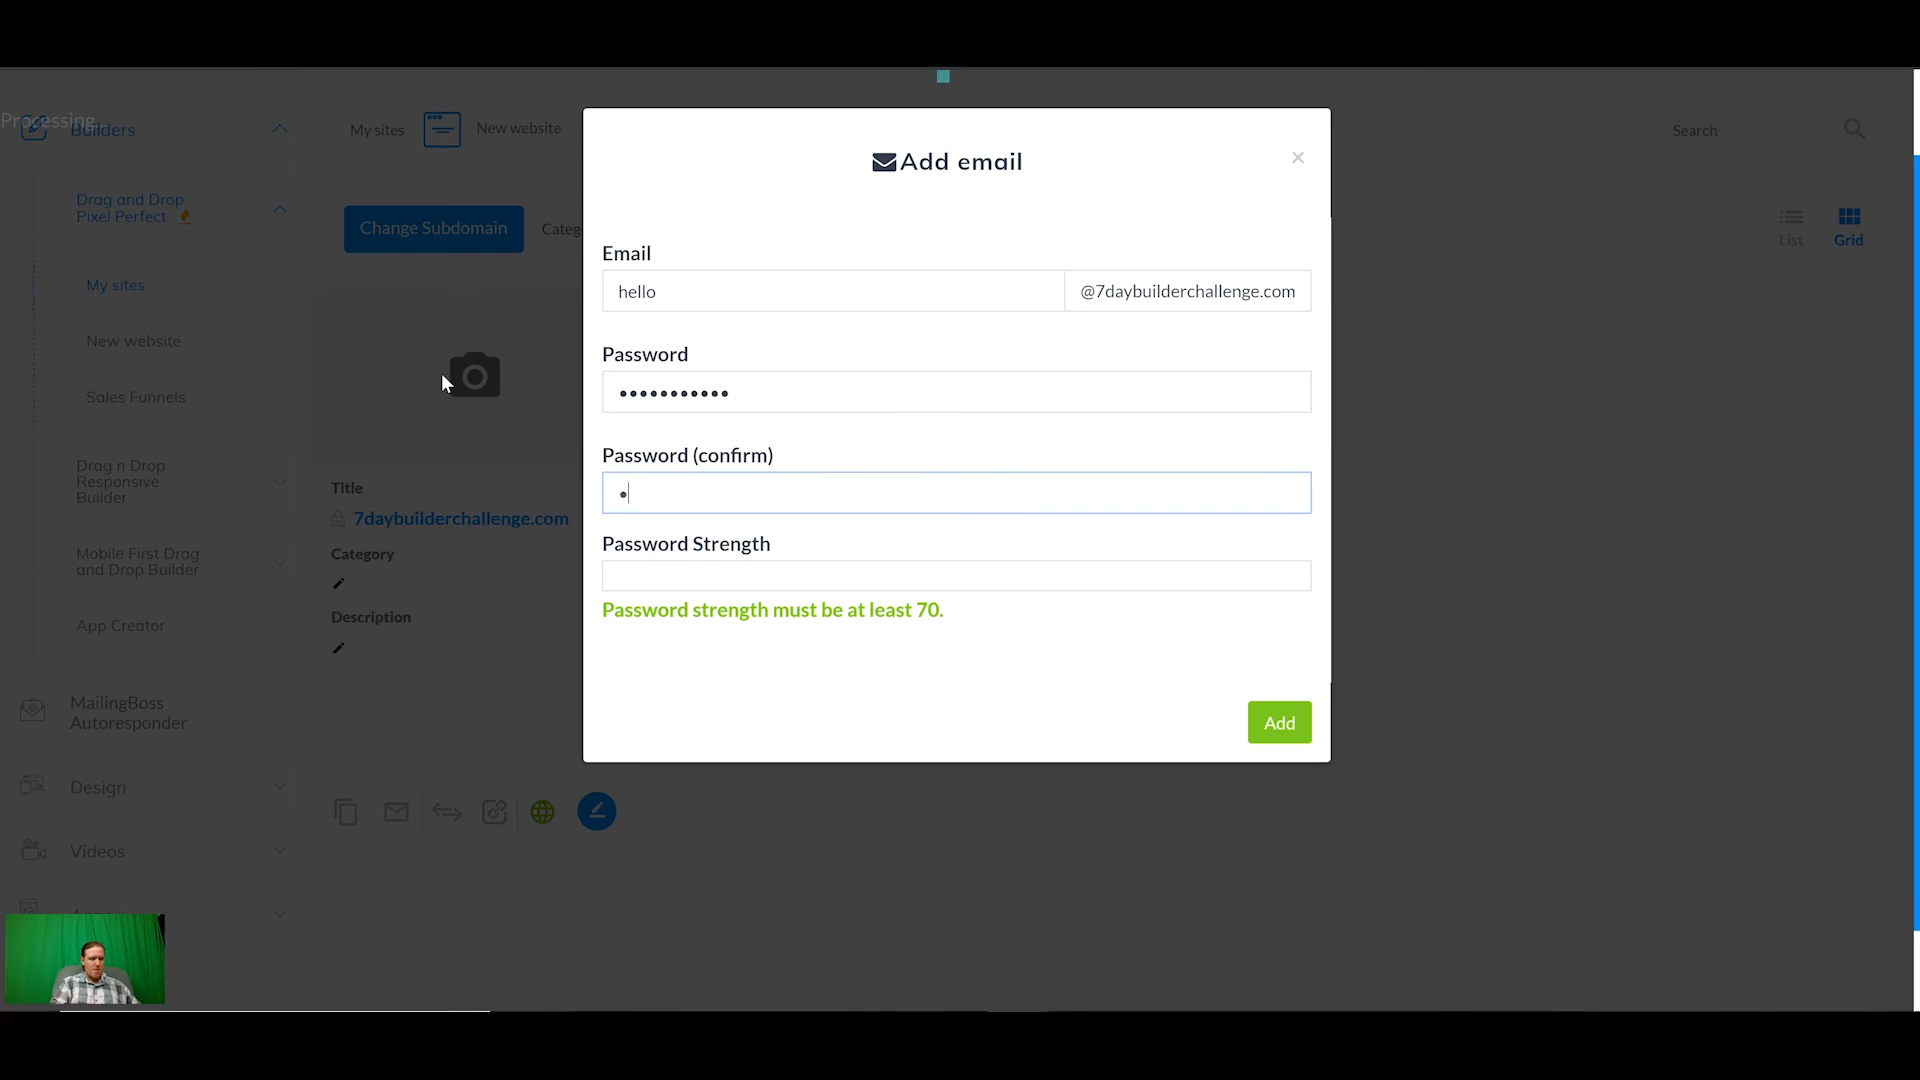 Processing...
Builders
My sites
New website
Search
Add email
×
Drag and Drop
Pixel Perfect
Change Subdomain
Categ
List
Grid
Email
hello
@7daybuilderchallenge.com
My sites
New website
Sales Funnels
Password
•••••••••••
Password (confirm)
•
Drag n Drop
Responsive
Builder
Title
7daybuilderchallenge.com
Password Strength
Password strength must be at least 70.
Mobile First Drag
and Drop Builder
Category
Description
App Creator
MailingBoss
Autoresponder
Add
Design
Videos